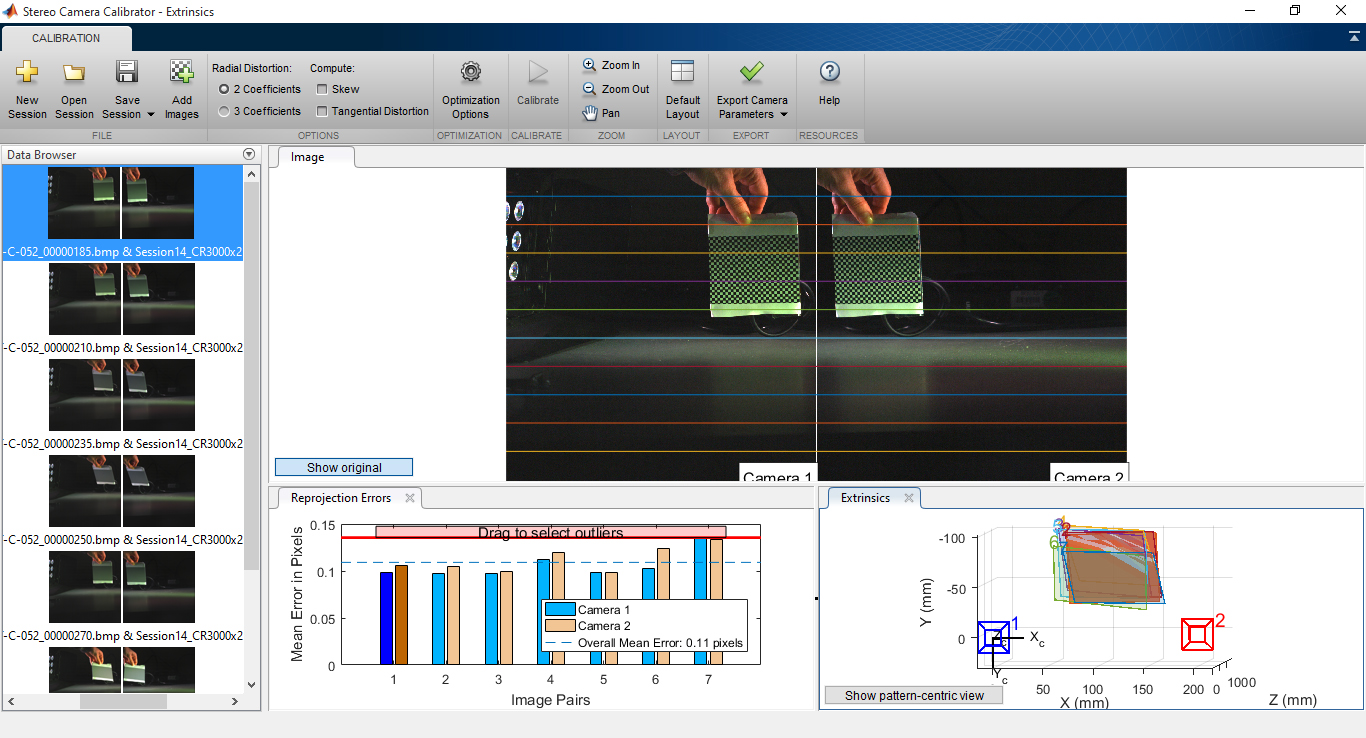 Stereo Camera Calibrator - Extrinsics
CALIBRATION
New Session
Open Session
Save Session
Add Images
FILE
Radial Distortion:
2 Coefficients
3 Coefficients
Compute:
Skew
Tangential Distortion
OPTIONS
Optimization Options
OPTIMIZATION
Calibrate
CALIBRATE
Zoom In
Zoom Out
Pan
ZOOM
Default Layout
LAYOUT
Export Camera Parameters
EXPORT
Help
RESOURCES
Data Browser
-C-052_00000185.bmp & Session14_CR3000x2
-C-052_00000210.bmp & Session14_CR3000x2
-C-052_00000235.bmp & Session14_CR3000x2
-C-052_00000250.bmp & Session14_CR3000x2
-C-052_00000270.bmp & Session14_CR3000x2
Image
Camera 1
Camera 2
Show original
Reprojection Errors
Drag to select outliers
Mean Error in Pixels
0.15
0.1
0.05
0
Camera 1
Camera 2
Overall Mean Error: 0.11 pixels
1 2 3 4 5 6 7
Image Pairs
Extrinsics
-100
-50
0
Y (mm)
1
2
Xc
Yc
50 100 150 200
X (mm)
0 1000
Z (mm)
Show pattern-centric view